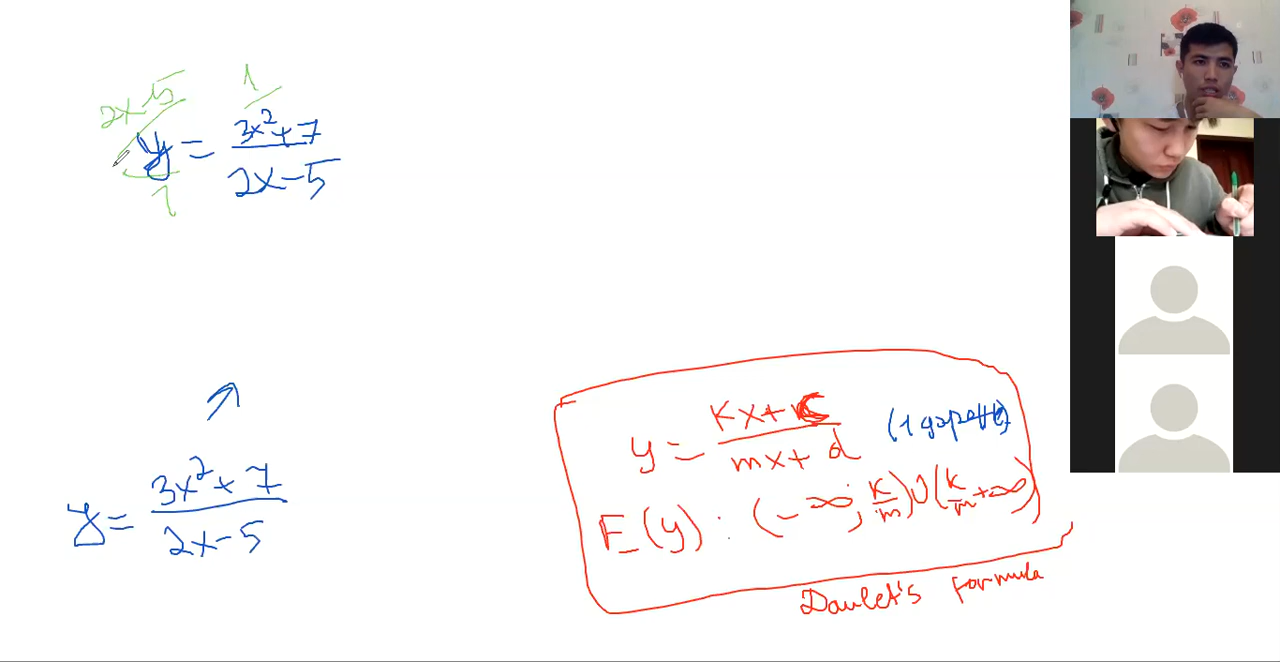 2x-5 1
y = (3x² + 7)/(2x - 5)
1
y = (3x² + 7)/(2x - 5)
y = (Kx + C)/(mx + d)
E(y) : (-∞; K/m) U (K/m +∞)
Daulet's formula